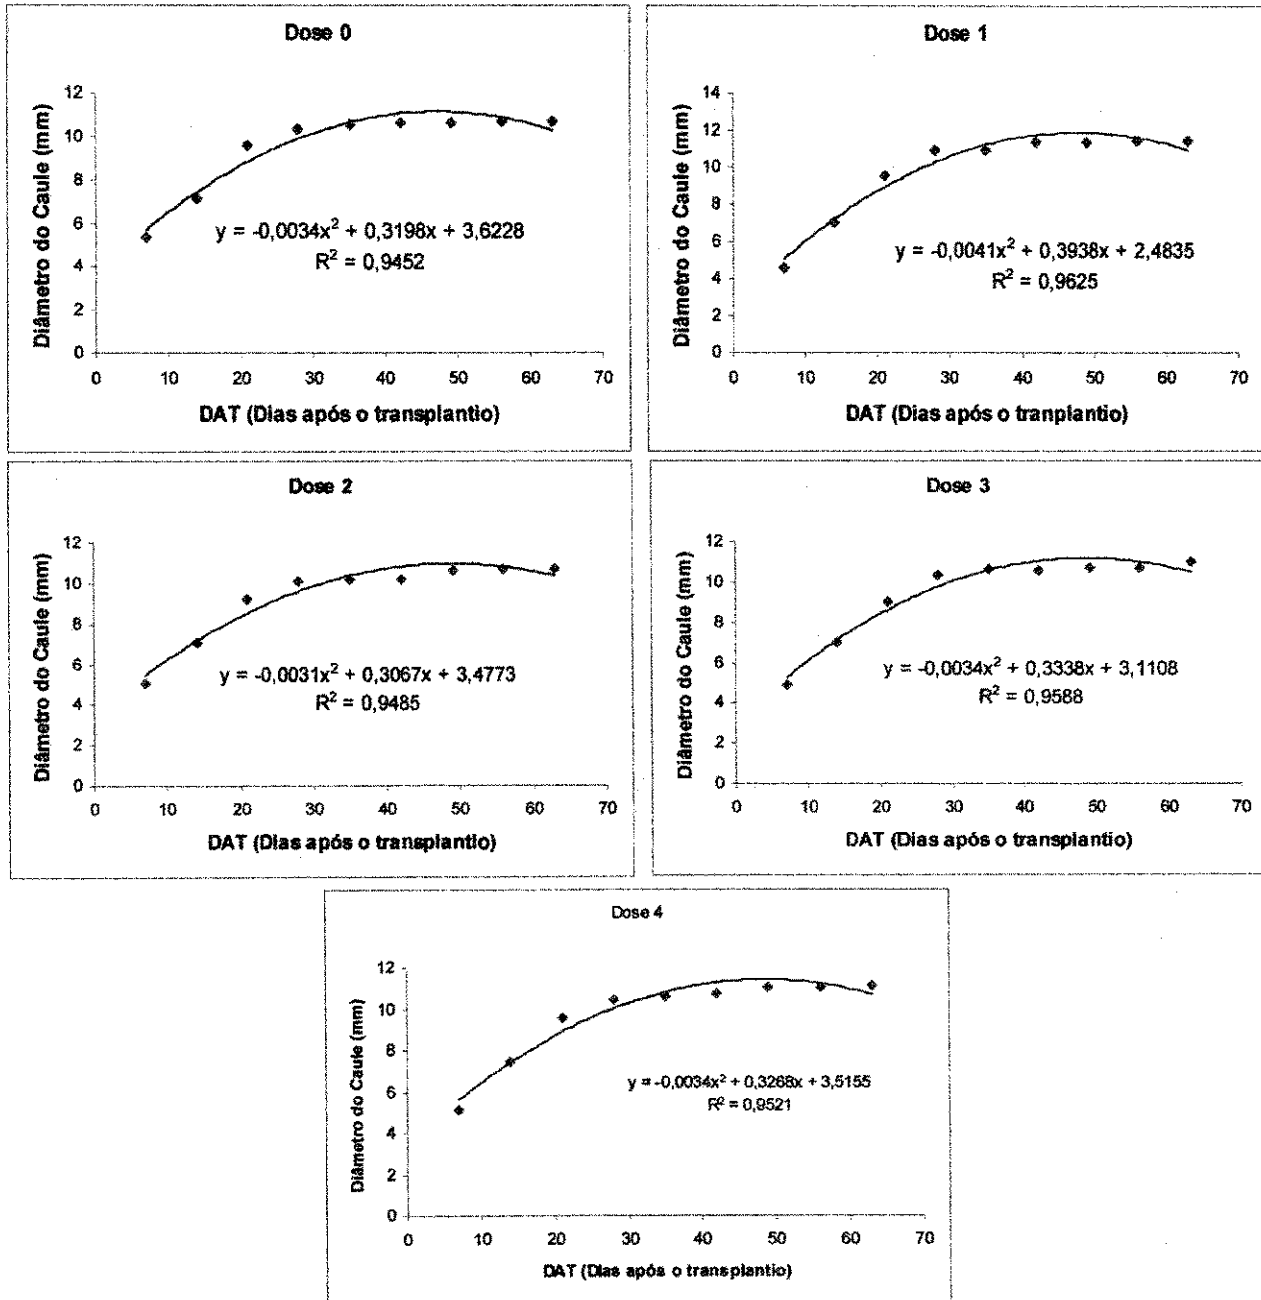 Dose 0
12
10
8
6
4
2
0
Diâmetro do Caule (mm)
y = -0,0034x² + 0,3198x + 3,6228
R² = 0,9452
0 10 20 30 40 50 60 70
DAT (Dias após o transplantio)
Dose 1
14
12
10
8
6
4
2
0
Diâmetro do Caule (mm)
y = -0,0041x² + 0,3938x + 2,4835
R² = 0,9625
0 10 20 30 40 50 60 70
DAT (Dias após o tranplantio)
Dose 2
12
10
8
6
4
2
0
Diâmetro do Caule (mm)
y = -0,0031x² + 0,3067x + 3,4773
R² = 0,9485
0 10 20 30 40 50 60 70
DAT (Dias após o transplantio)
Dose 3
12
10
8
6
4
2
0
Diâmetro do Caule (mm)
y = -0,0034x² + 0,3338x + 3,1108
R² = 0,9588
0 10 20 30 40 50 60 70
DAT (Dias após o transplantio)
Dose 4
12
10
8
6
4
2
0
Diâmetro do Caule (mm)
y = -0,0034x² + 0,3268x + 3,5155
R² = 0,9521
0 10 20 30 40 50 60 70
DAT (Dias após o transplantio)